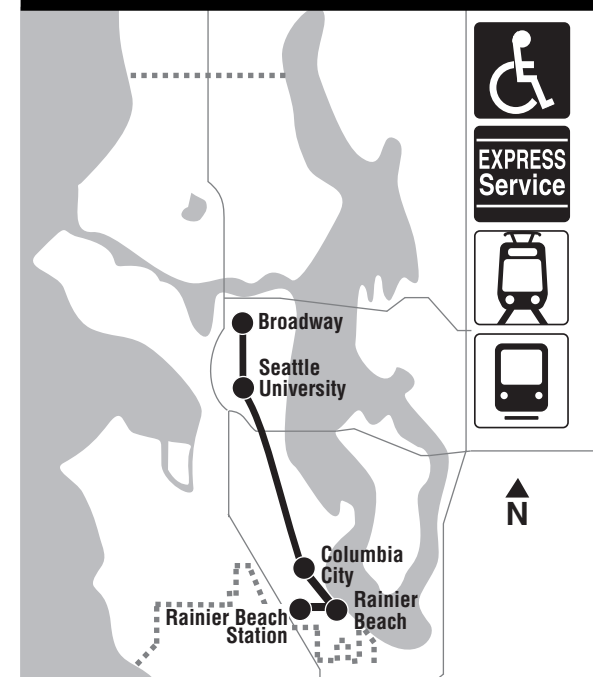 EXPRESS
Service
Broadway
Seattle
University
N
Columbia
City
Rainier
Beach
Rainier Beach
Station